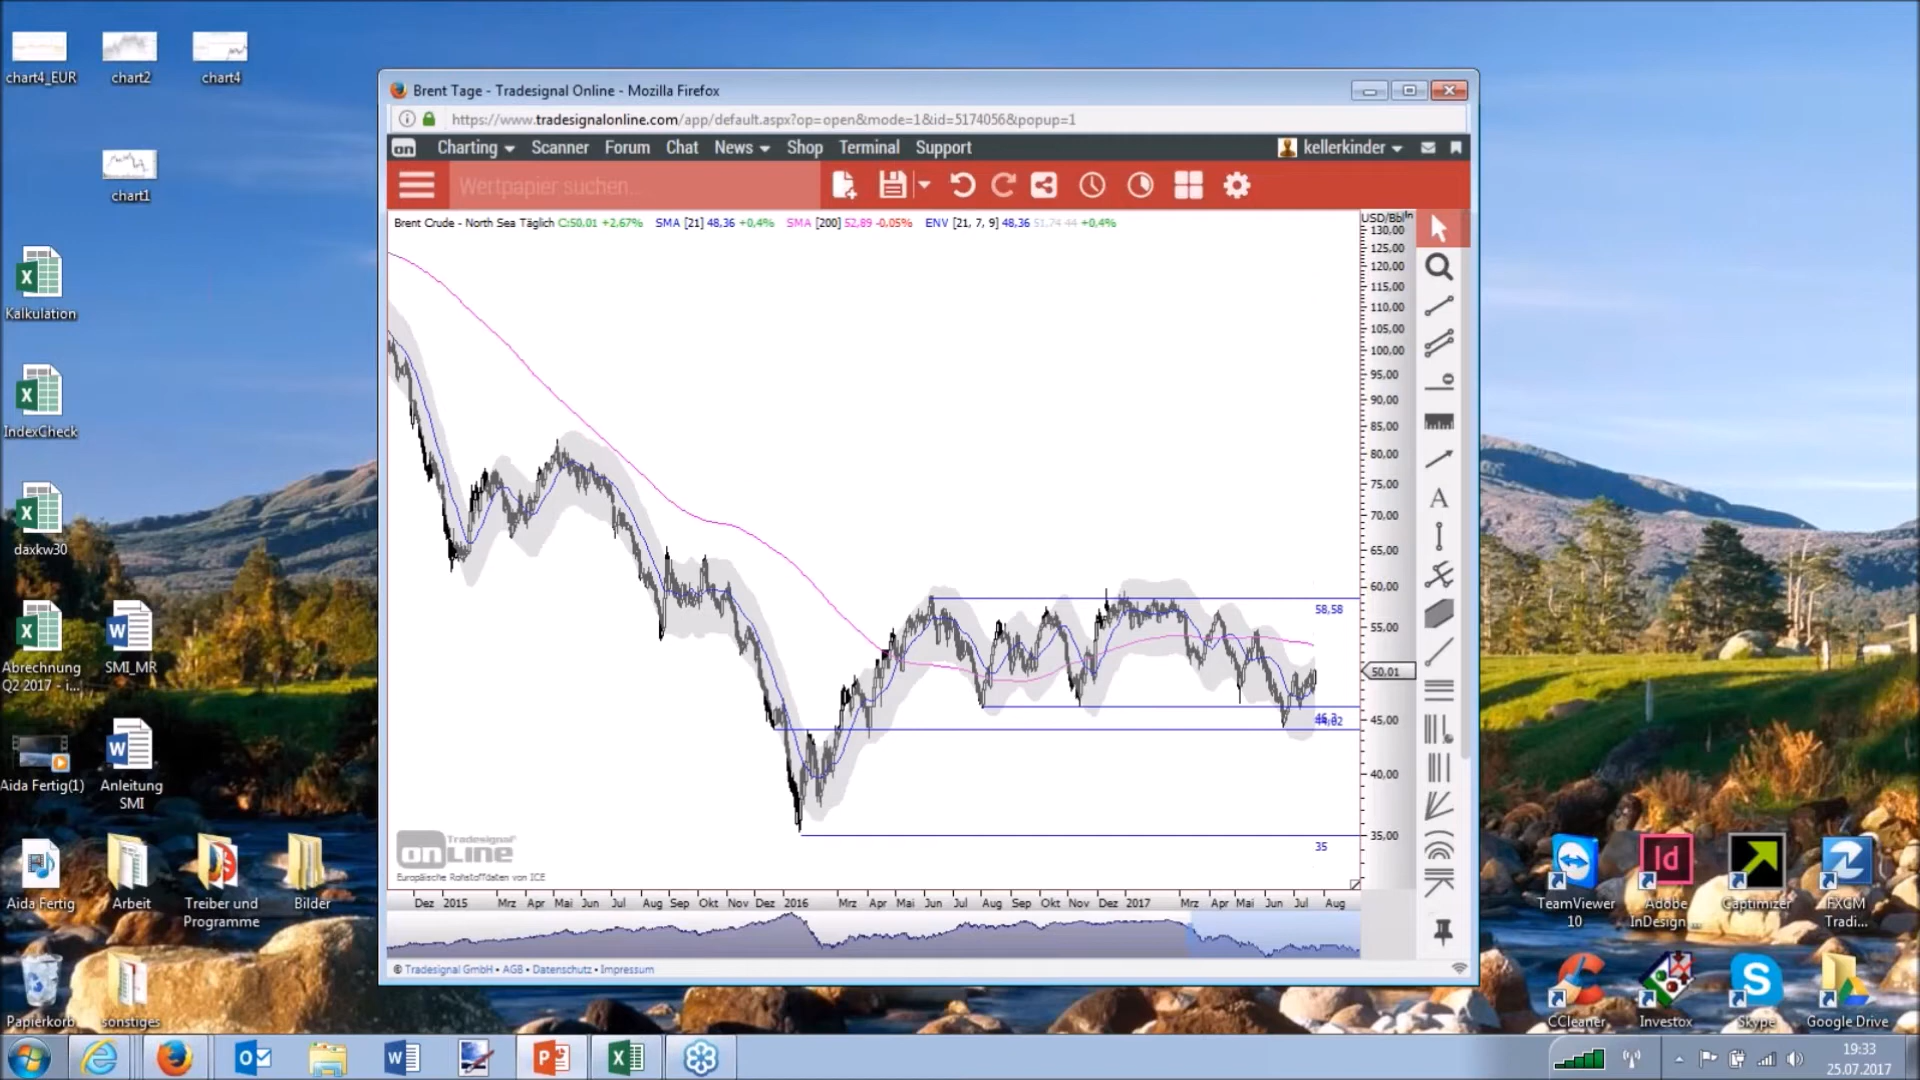 chart4_EUR
chart2
chart4
chart1
Kalkulation
IndexCheck
daxkw30
Abrechnung
Q2 2017 - i...
SMI_MR
Aida Fertig(1)
Anleitung
SMI
Aida Fertig
Arbeit
Treiber und
Programme
Bilder
Papierkorb
sonstiges
Brent Tage - Tradesignal Online - Mozilla Firefox
https://www.tradesignalonline.com/app/default.aspx?op=open&mode=1&id=5174056&popup=1
on Charting Scanner Forum Chat News Shop Terminal Support kellerkinder
Wertpapier suchen...
Brent Crude - North Sea Täglich C:50.01 +2,67% SMA [21] 48,36 +0,4% SMA [200] 52,89 -0,05% ENV [21, 7, 9] 48,36 51,74 44 +0,4%
USD/Bbl ln
130,00
125,00
120,00
115,00
110,00
105,00
100,00
95,00
90,00
85,00
80,00
75,00
70,00
65,00
60,00
58,58
55,00
50.01
45,00
40,00
35,00
35
A
Tradesignal
onLine
Europäische Rohstoffdaten von ICE
Dez 2015 Mrz Apr Mai Jun Jul Aug Sep Okt Nov Dez 2016 Mrz Apr Mai Jun Jul Aug Sep Okt Nov Dez 2017 Mrz Apr Mai Jun Jul Aug
© Tradesignal GmbH • AGB • Datenschutz • Impressum
TeamViewer
10
Adobe
InDesign ...
Captimizer
FXCM
Tradi...
CCleaner
Investox
Skype
Google Drive
19:33
25.07.2017